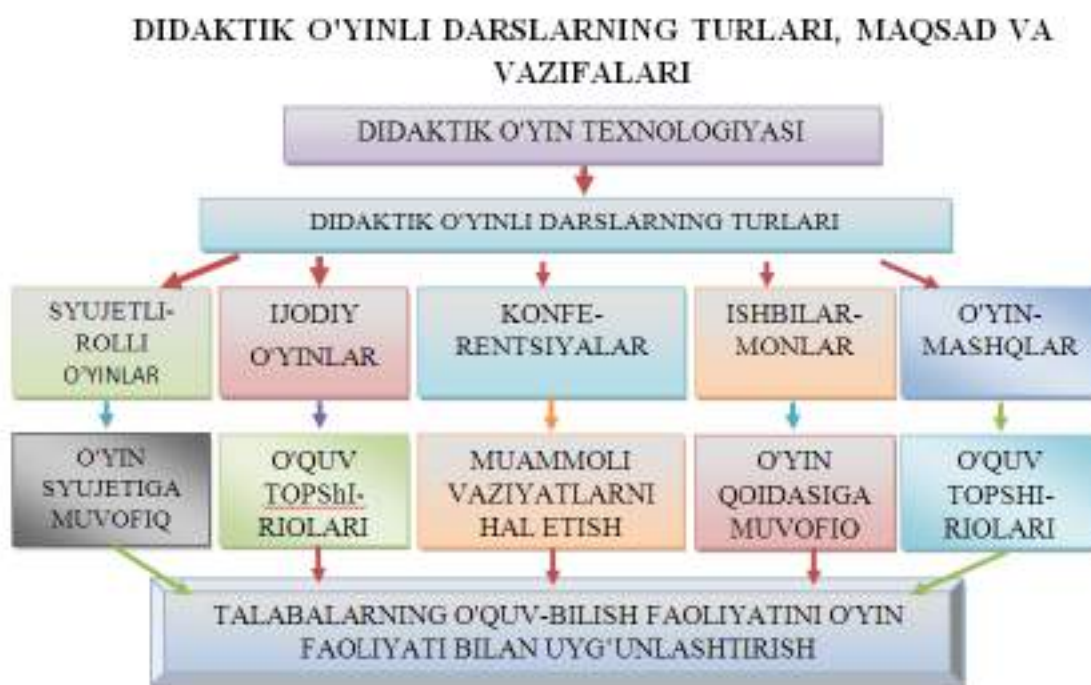 DIDAKTIK O'YINLI DARSLARNING TURLARI, MAQSAD VA
VAZIFALARI
DIDAKTIK O'YIN TEXNOLOGIYASI
DIDAKTIK O'YINLI DARSLARNING TURLARI
SYUJETLI-
ROLLI
O'YINLAR
IJODIY
O'YINLAR
KONFE-
RENTSIYALAR
ISHBILAR-
MONLAR
O'YIN-
MASHQLAR
O'YIN
SYUJETIGA
MUVOFIQ
O'QUV
TOPShI-
RIOLARI
MUAMMOLI
VAZIYATLARNI
HAL ETISH
O'YIN
QOIDASIGA
MUVOFIO
O'QUV
TOPSHI-
RIOLARI
TALABALARNING O'QUV-BILISH FAOLIYATINI O'YIN
FAOLIYATI BILAN UYG'UNLASHTIRISH